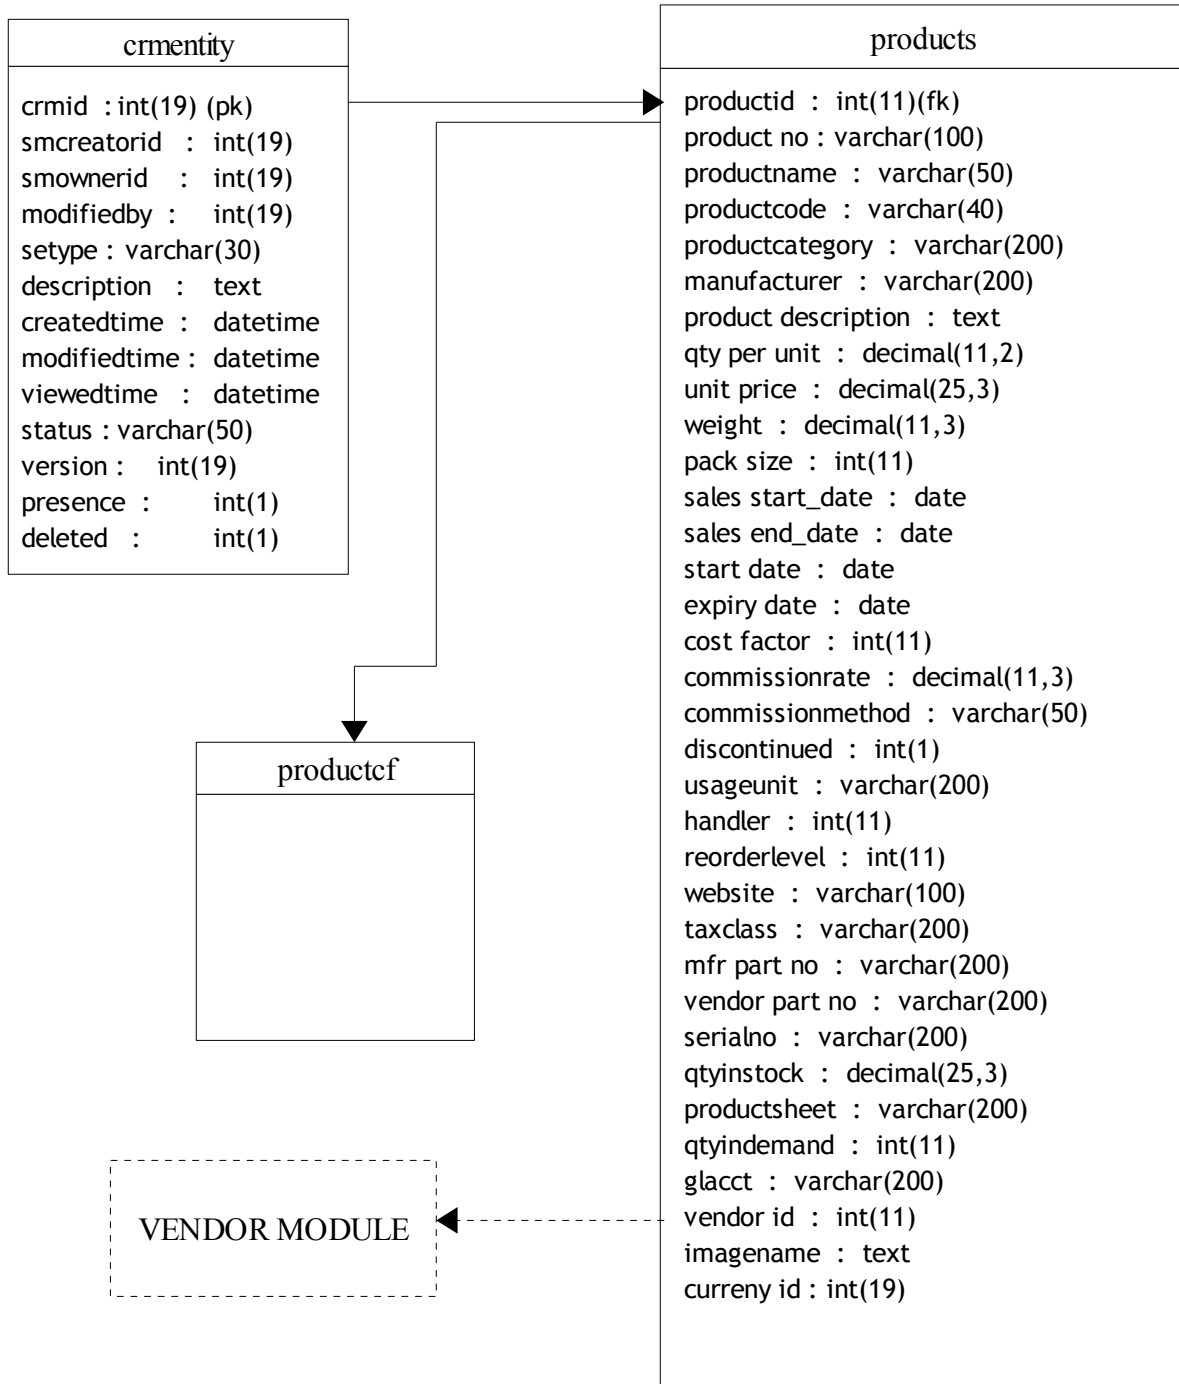 crmentity
crmid : int(19) (pk)
smcreatorid : int(19)
smownerid : int(19)
modifiedby : int(19)
setype : varchar(30)
description : text
createdtime : datetime
modifiedtime : datetime
viewedtime : datetime
status : varchar(50)
version : int(19)
presence : int(1)
deleted : int(1)
products
productid : int(11)(fk)
product no : varchar(100)
productname : varchar(50)
productcode : varchar(40)
productcategory : varchar(200)
manufacturer : varchar(200)
product description : text
qty per unit : decimal(11,2)
unit price : decimal(25,3)
weight : decimal(11,3)
pack size : int(11)
sales start_date : date
sales end_date : date
start date : date
expiry date : date
cost factor : int(11)
commissionrate : decimal(11,3)
commissionmethod : varchar(50)
discontinued : int(1)
usageunit : varchar(200)
handler : int(11)
reorderlevel : int(11)
website : varchar(100)
taxclass : varchar(200)
mfr part no : varchar(200)
vendor part no : varchar(200)
serialno : varchar(200)
qtyinstock : decimal(25,3)
productsheet : varchar(200)
qtyindemand : int(11)
glacct : varchar(200)
vendor id : int(11)
imagename : text
curreny id : int(19)
productcf
VENDOR MODULE